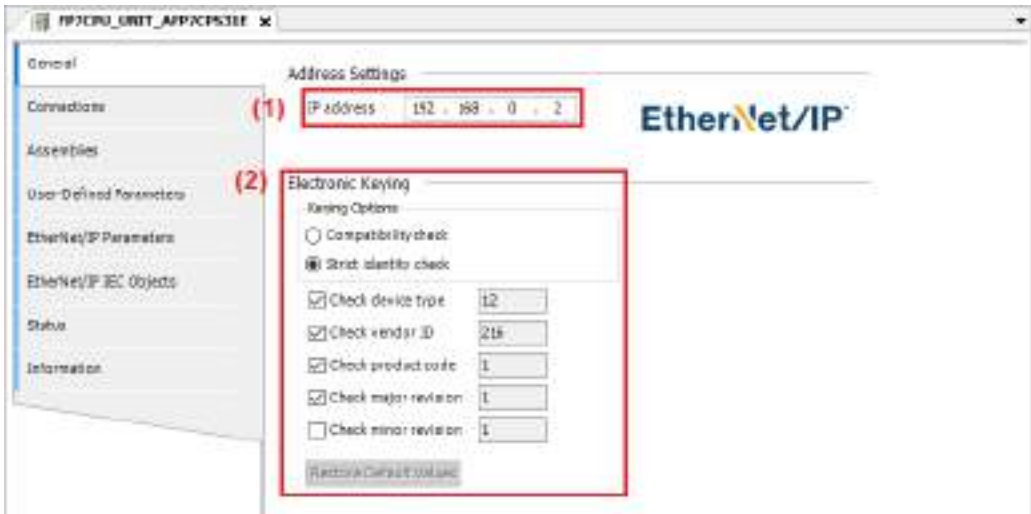 FP7CPU_UNIT_AFP7CPS31E
General
Connections
Assemblies
User-Defined Parameters
EtherNet/IP Parameters
EtherNet/IP IEC Objects
Status
Information
Address Settings
(1) IP address 192 . 168 . 0 . 2
EtherNet/IP
(2) Electronic Keying
Keying Options
Compatibility check
Strict identity check
Check device type 12
Check vendor ID 216
Check product code 1
Check major revision 1
Check minor revision 1
Restore Default Values